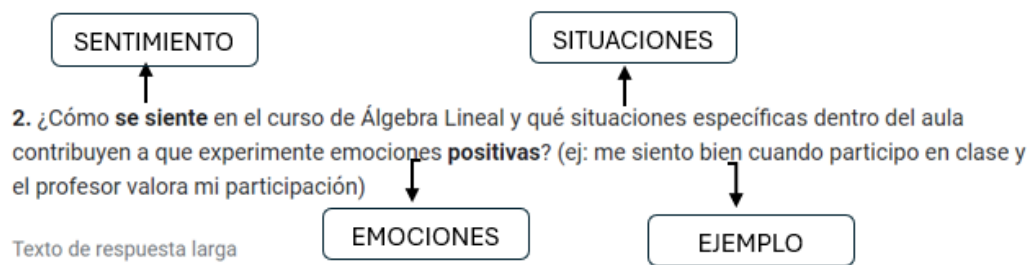 SENTIMIENTO
SITUACIONES
2. ¿Cómo se siente en el curso de Álgebra Lineal y qué situaciones específicas dentro del aula
contribuyen a que experimente emociones positivas? (ej: me siento bien cuando participo en clase y
el profesor valora mi participación)
EMOCIONES
EJEMPLO
Texto de respuesta larga